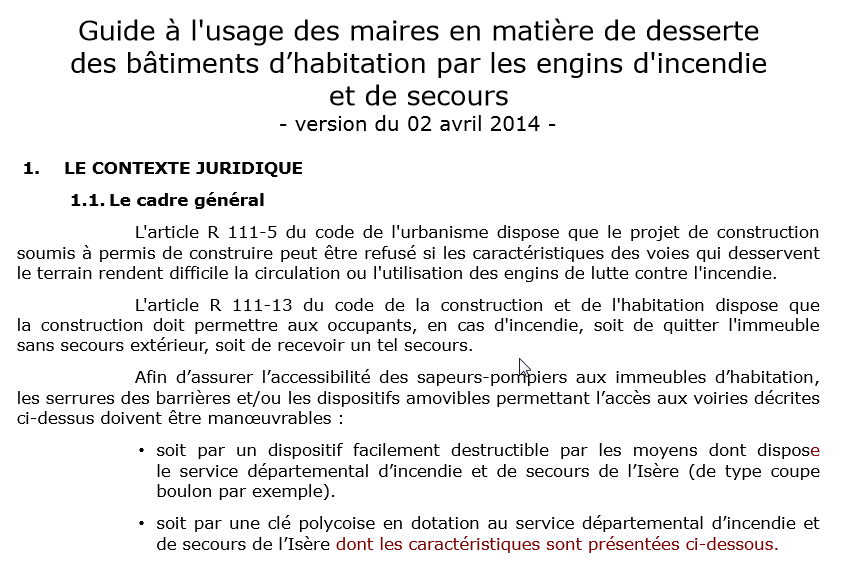 Guide à l'usage des maires en matière de desserte
des bâtiments d’habitation par les engins d'incendie
et de secours
- version du 02 avril 2014 -
1. LE CONTEXTE JURIDIQUE
1.1. Le cadre général
L'article R 111-5 du code de l'urbanisme dispose que le projet de construction
soumis à permis de construire peut être refusé si les caractéristiques des voies qui desservent
le terrain rendent difficile la circulation ou l'utilisation des engins de lutte contre l'incendie.
L'article R 111-13 du code de la construction et de l'habitation dispose que
la construction doit permettre aux occupants, en cas d'incendie, soit de quitter l'immeuble
sans secours extérieur, soit de recevoir un tel secours.
Afin d’assurer l’accessibilité des sapeurs-pompiers aux immeubles d’habitation,
les serrures des barrières et/ou les dispositifs amovibles permettant l’accès aux voiries décrites
ci-dessus doivent être manœuvrables :
• soit par un dispositif facilement destructible par les moyens dont dispose
le service départemental d’incendie et de secours de l’Isère (de type coupe
boulon par exemple).
• soit par une clé polycoise en dotation au service départemental d’incendie et
de secours de l’Isère dont les caractéristiques sont présentées ci-dessous.